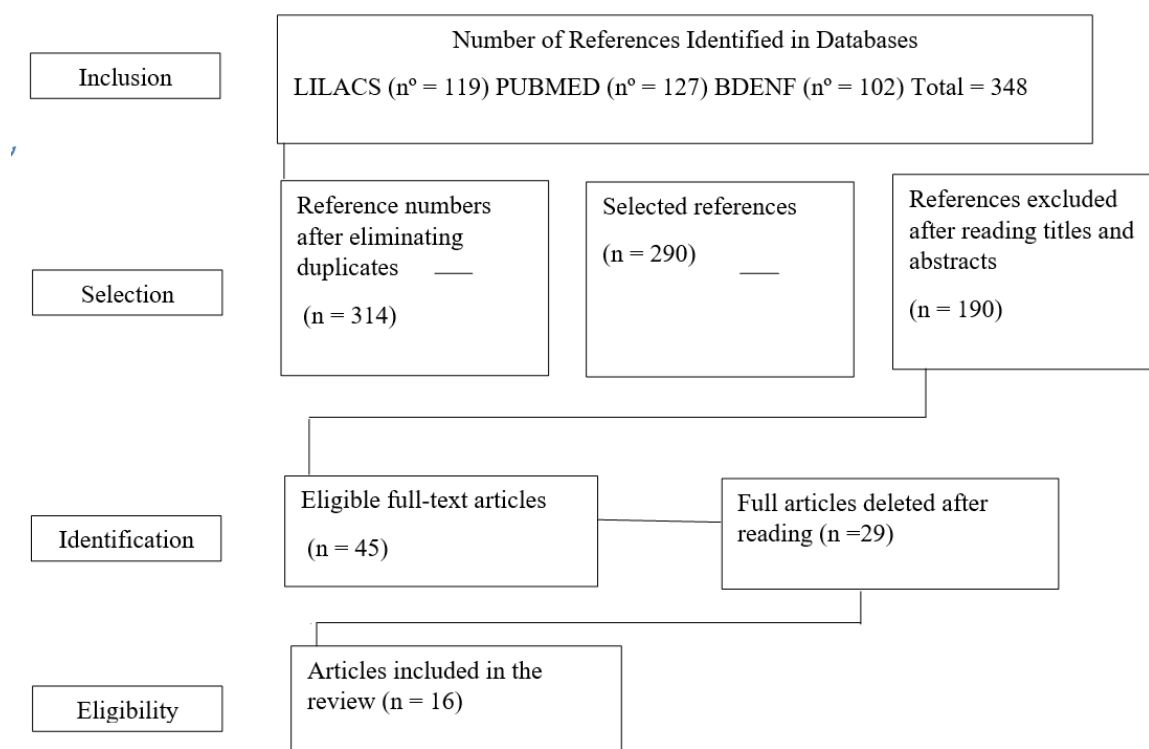 Number of References Identified in Databases
Inclusion
LILACS (nº = 119) PUBMED (nº = 127) BDENF (nº = 102) Total = 348
,
Reference numbers
after eliminating
duplicates
(n = 314)
Selected references
(n = 290)
References excluded
after reading titles and
abstracts
(n = 190)
Selection
Eligible full-text articles
(n = 45)
Full articles deleted after
reading (n =29)
Identification
Articles included in the
review (n = 16)
Eligibility